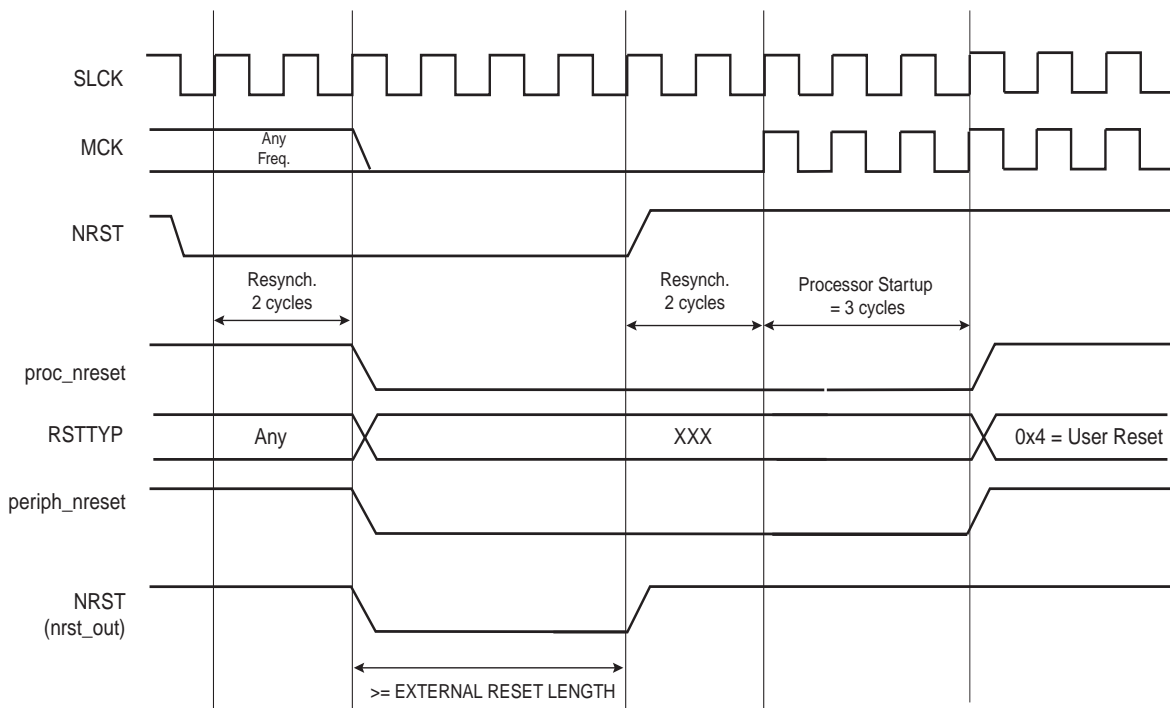 SLCK
MCK
Any
Freq.
NRST
Resynch.
2 cycles
Resynch.
2 cycles
Processor Startup
= 3 cycles
proc_nreset
RSTTYP
Any
XXX
0x4 = User Reset
periph_nreset
NRST
(nrst_out)
>= EXTERNAL RESET LENGTH